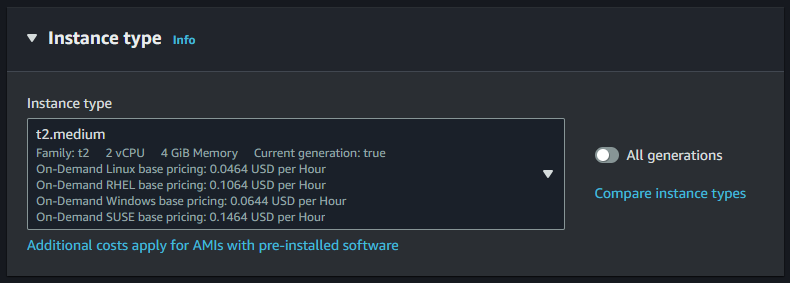 Instance type Info
Instance type
t2.medium
Family: t2 2 vCPU 4 GiB Memory Current generation: true
On-Demand Linux base pricing: 0.0464 USD per Hour
On-Demand RHEL base pricing: 0.1064 USD per Hour
On-Demand Windows base pricing: 0.0644 USD per Hour
On-Demand SUSE base pricing: 0.1464 USD per Hour
All generations
Compare instance types
Additional costs apply for AMIs with pre-installed software